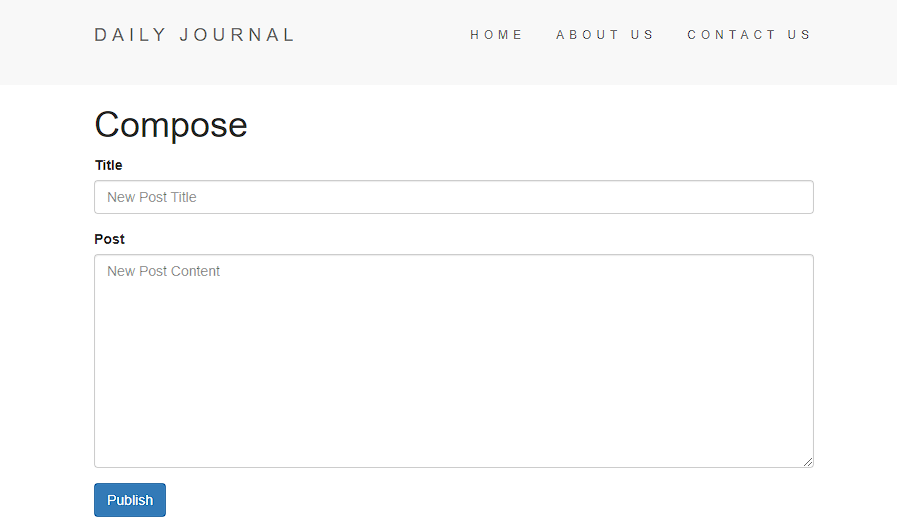 DAILY JOURNAL HOME ABOUT US CONTACT US
Compose
Title
New Post Title
Post
New Post Content
Publish